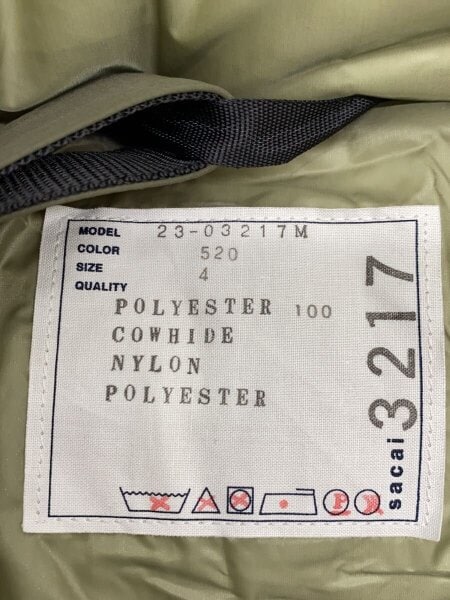 MODEL 23-03217M
COLOR 520
SIZE 4
QUALITY
POLYESTER 100
COWHIDE
NYLON
POLYESTER
sacai 3217